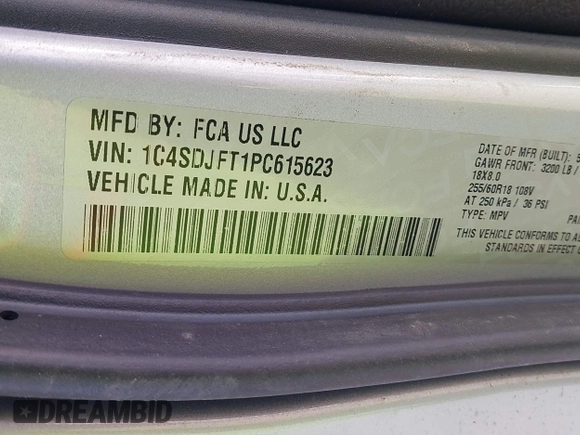 MFD BY: FCA US LLC
VIN: 1C4SDJFT1PC615623
VEHICLE MADE IN: U.S.A.
DATE OF MFR (BUILT): 5
GAWR FRONT: 3200 LB /
18X8.0
255/60R18 108V
AT 250 kPa / 36 PSI
TYPE: MPV PA
THIS VEHICLE CONFORMS TO A
STANDARDS IN EFFECT
DREAMBID